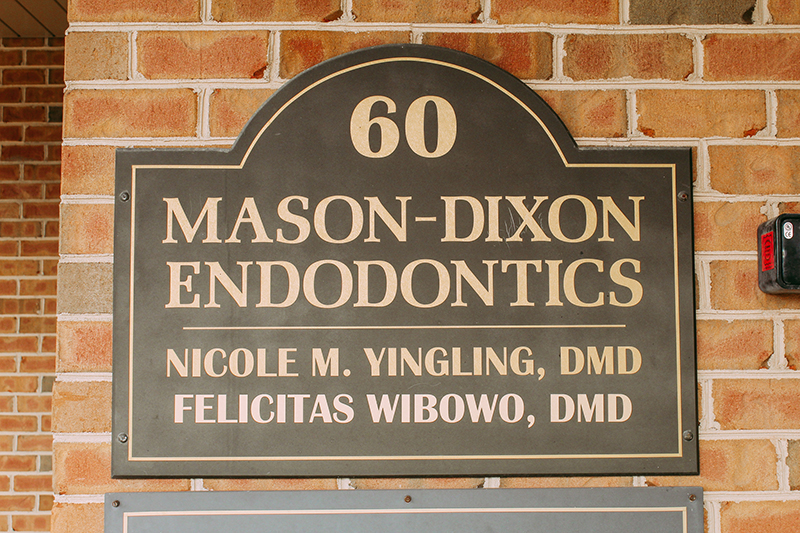 60
MASON-DIXON
ENDODONTICS
NICOLE M. YINGLING, DMD
FELICITAS WIBOWO, DMD